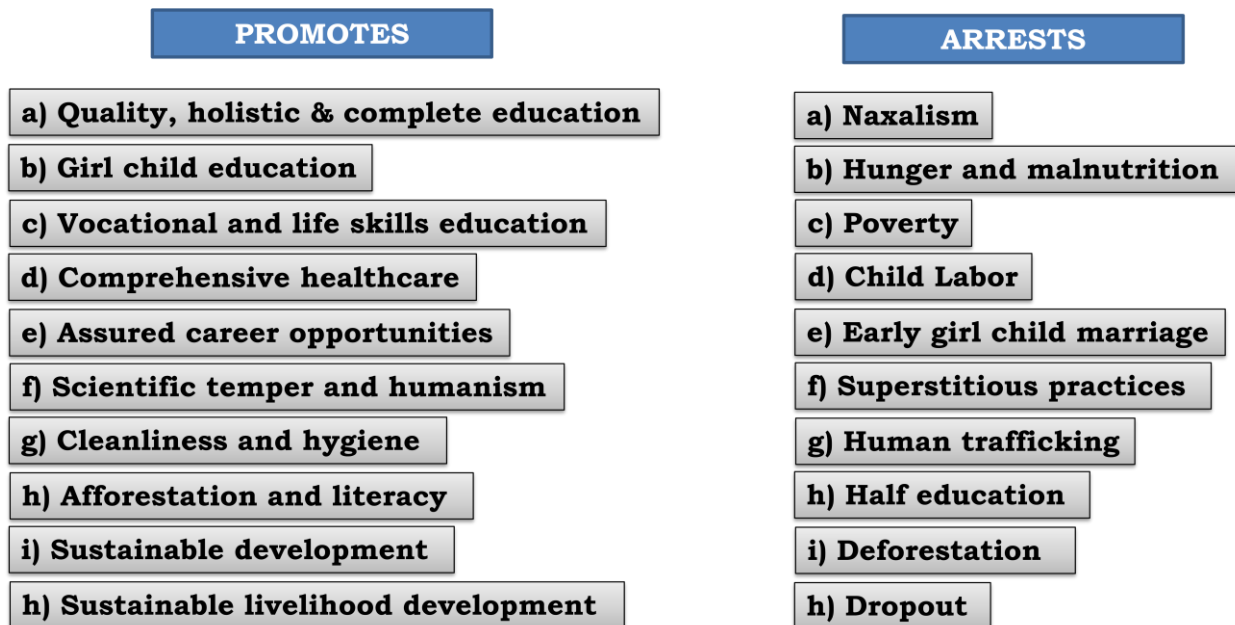 PROMOTES
a) Quality, holistic & complete education
b) Girl child education
c) Vocational and life skills education
d) Comprehensive healthcare
e) Assured career opportunities
f) Scientific temper and humanism
g) Cleanliness and hygiene
h) Afforestation and literacy
i) Sustainable development
h) Sustainable livelihood development
ARRESTS
a) Naxalism
b) Hunger and malnutrition
c) Poverty
d) Child Labor
e) Early girl child marriage
f) Superstitious practices
g) Human trafficking
h) Half education
i) Deforestation
h) Dropout